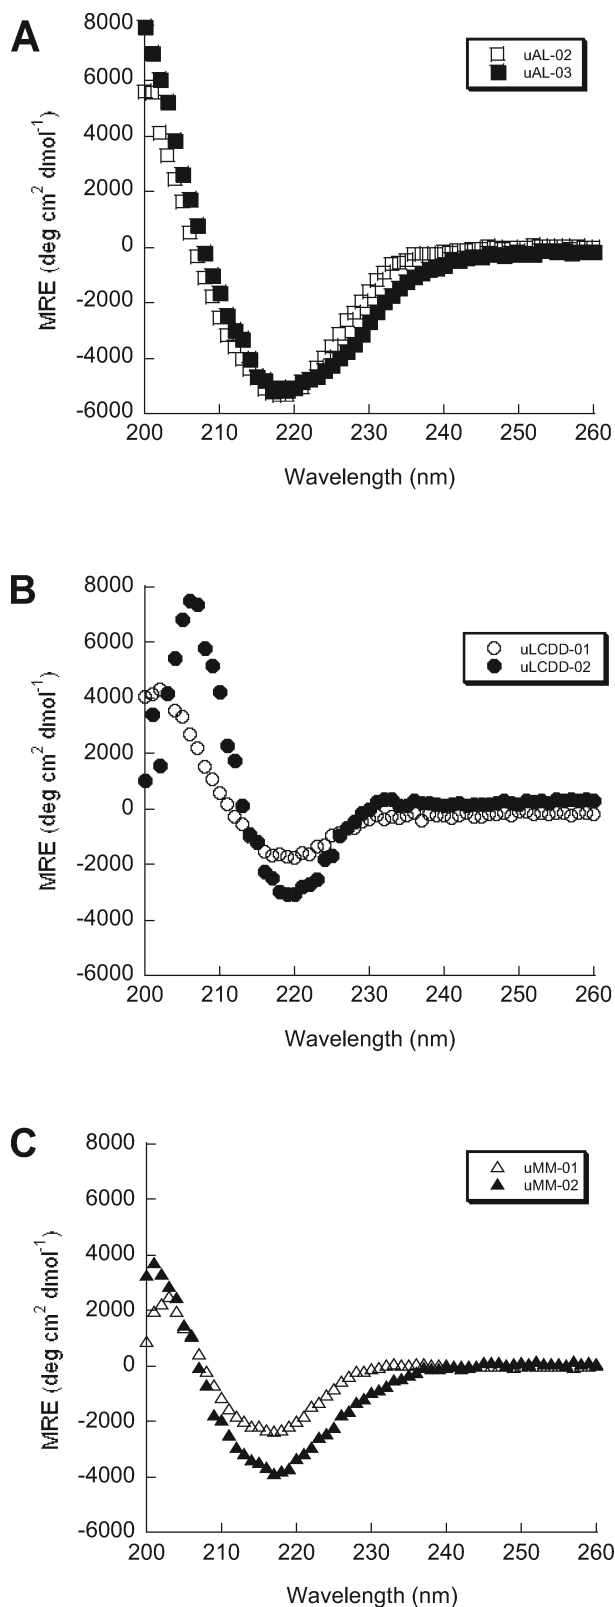 A
8000
6000
4000
2000
0
-2000
-4000
-6000
MRE (deg cm² dmol⁻¹)
uAL-02
uAL-03
200 210 220 230 240 250 260
Wavelength (nm)
B
8000
6000
4000
2000
0
-2000
-4000
-6000
MRE (deg cm² dmol⁻¹)
uLCDD-01
uLCDD-02
200 210 220 230 240 250 260
Wavelength (nm)
C
8000
6000
4000
2000
0
-2000
-4000
-6000
MRE (deg cm² dmol⁻¹)
uMM-01
uMM-02
200 210 220 230 240 250 260
Wavelength (nm)